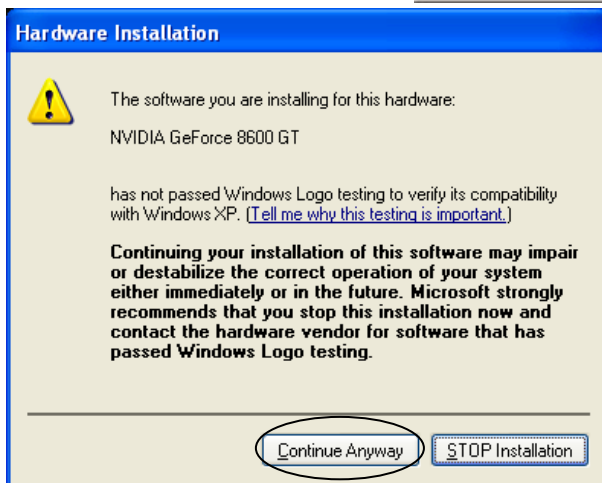 Hardware Installation
The software you are installing for this hardware:
NVIDIA GeForce 8600 GT
has not passed Windows Logo testing to verify its compatibility
with Windows XP. (Tell me why this testing is important.)
Continuing your installation of this software may impair
or destabilize the correct operation of your system
either immediately or in the future. Microsoft strongly
recommends that you stop this installation now and
contact the hardware vendor for software that has
passed Windows Logo testing.
Continue Anyway
STOP Installation